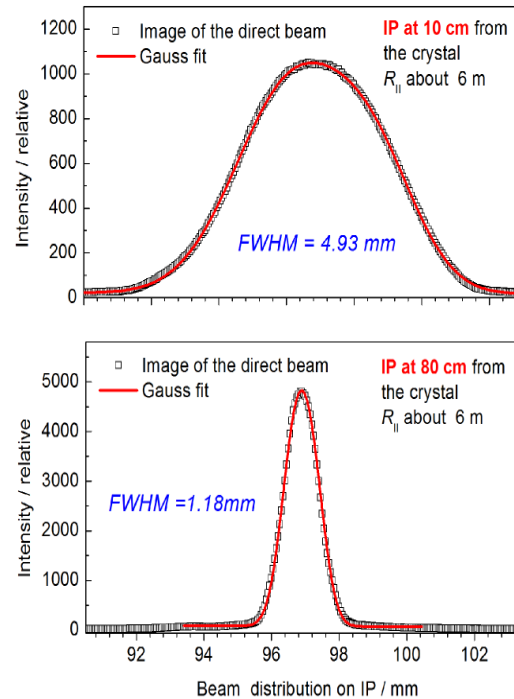 1200
1000
800
600
400
200
0
Intensity / relative
Image of the direct beam
Gauss fit
IP at 10 cm from
the crystal
R|| about 6 m
FWHM = 4.93 mm
5000
4000
3000
2000
1000
0
Intensity / relative
Image of the direct beam
Gauss fit
IP at 80 cm from
the crystal
R|| about 6 m
FWHM =1.18mm
92 94 96 98 100 102
Beam distribution on IP / mm